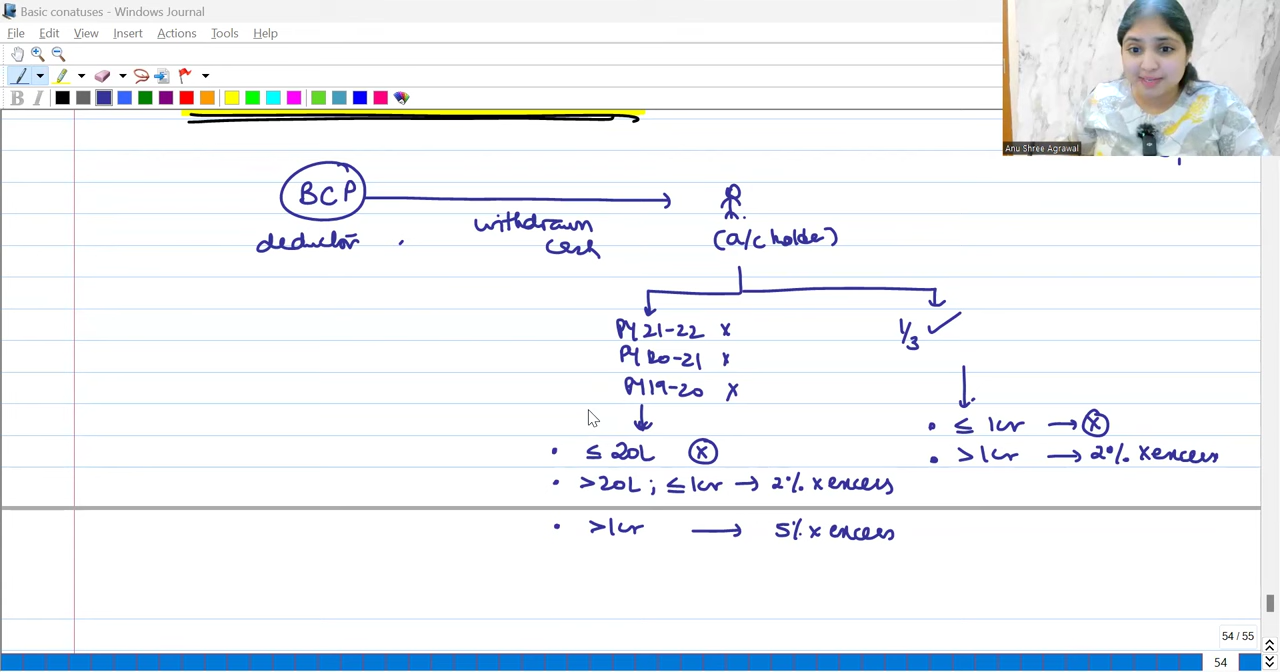 Basic conatuses - Windows Journal
File Edit View Insert Actions Tools Help
B I
Anu Shree Agrawal
BCP
deductor
withdrawn
cash
(a/c holder)
PY 21-22 x
PY 20-21 x
PY 19-20 x
1/3 ✓
• ≤ 20L x
• >20L ; ≤ 1cr → 2% x excess
• >1cr → 5% x excess
• ≤ 1cr → x
• >1cr → 2% x excess
54 / 55
54